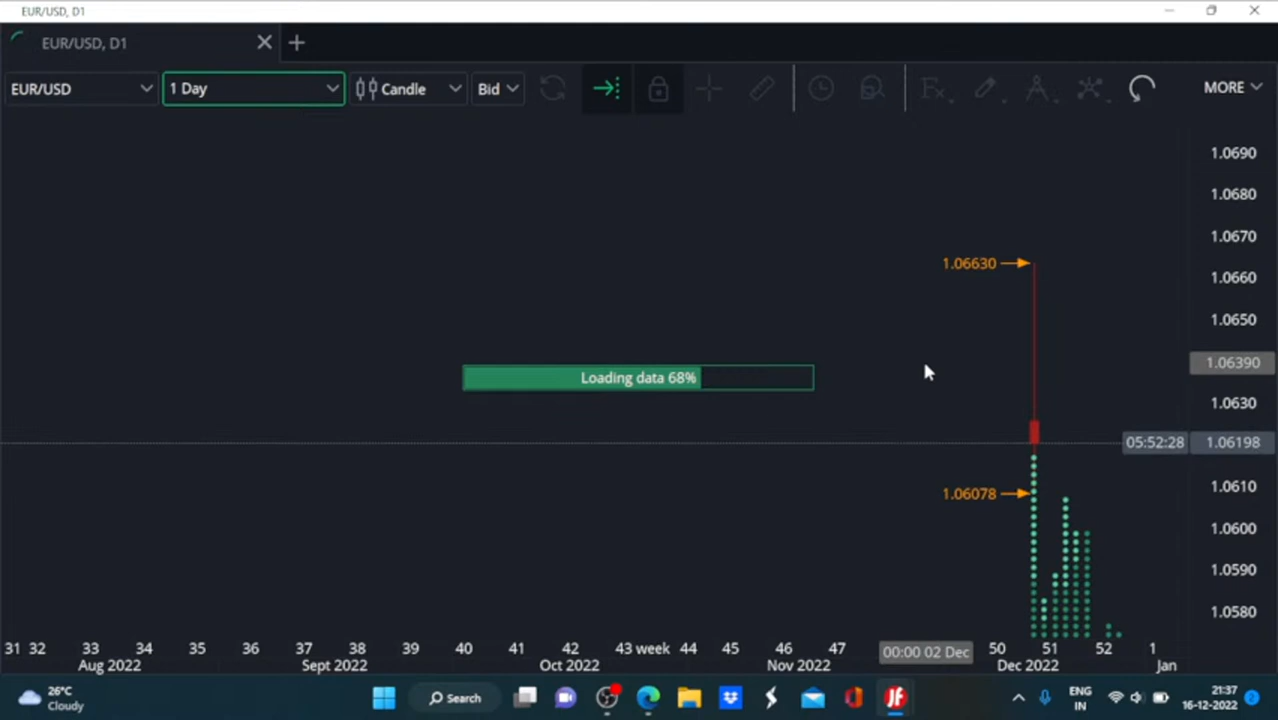 EUR/USD, D1
EUR/USD, D1
EUR/USD 1 Day Candle Bid Fx MORE
1.0690
1.0680
1.0670
1.06630
1.0660
1.0650
1.06390
Loading data 68%
1.0630
05:52:28 1.06198
1.0610
1.06078
1.0600
1.0590
1.0580
31 32 33 34 35 36 37 38 39 40 41 42 43 week 44 45 46 47 00:00 02 Dec 50 51 52 1
Aug 2022 Sept 2022 Oct 2022 Nov 2022 Dec 2022 Jan
26°C
Cloudy
Search
JF
ENG
IN
21:37
16-12-2022
2